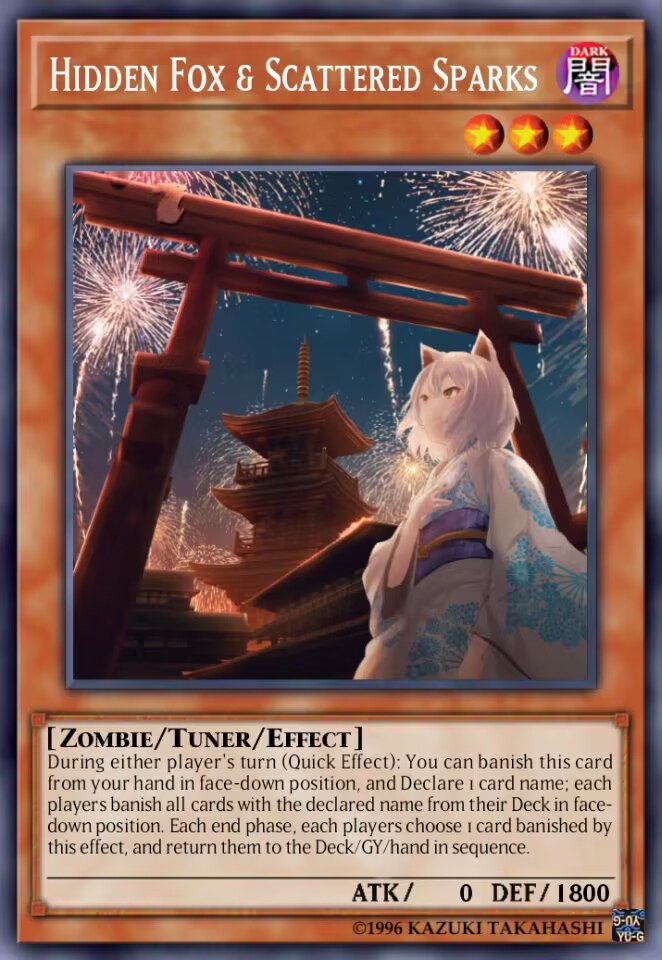 Hidden Fox & Scattered Sparks
DARK
闇
[Zombie/Tuner/Effect]
During either player's turn (Quick Effect): You can banish this card
from your hand in face-down position, and Declare 1 card name; each
players banish all cards with the declared name from their Deck in face-
down position. Each end phase, each players choose 1 card banished by
this effect, and return them to the Deck/GY/hand in sequence.
ATK/ 0 DEF/ 1800
©1996 KAZUKI TAKAHASHI